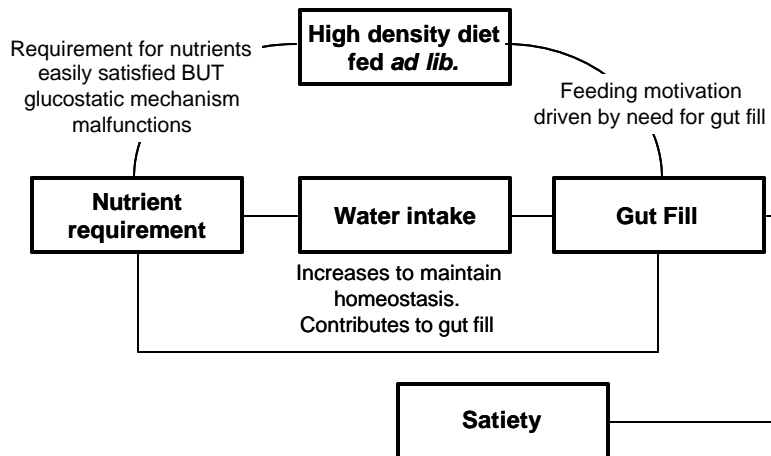 High density diet
fed ad lib.
Requirement for nutrients
easily satisfied BUT
glucostatic mechanism
malfunctions
Feeding motivation
driven by need for gut fill
Nutrient
requirement
Water intake
Gut Fill
Increases to maintain
homeostasis.
Contributes to gut fill
Satiety